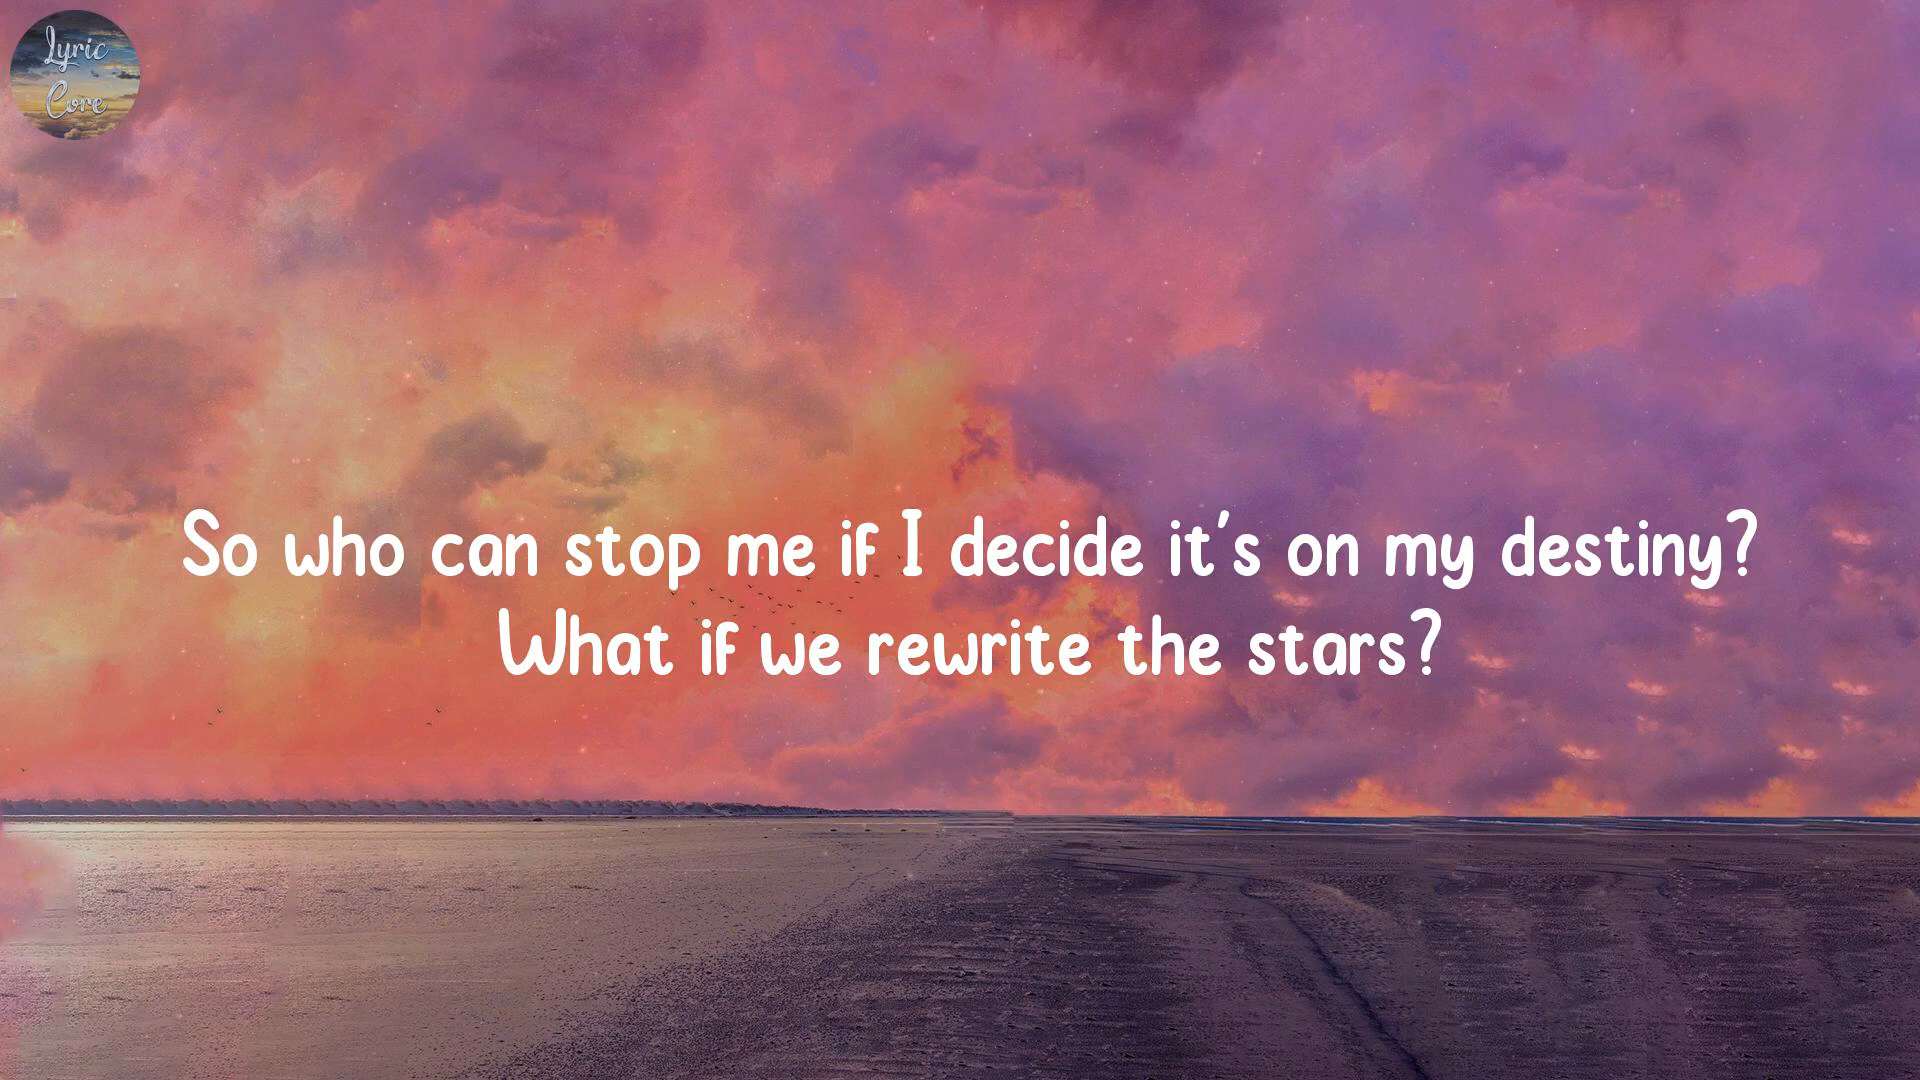 Lyric
Core
So who can stop me if I decide it's on my destiny?
What if we rewrite the stars?